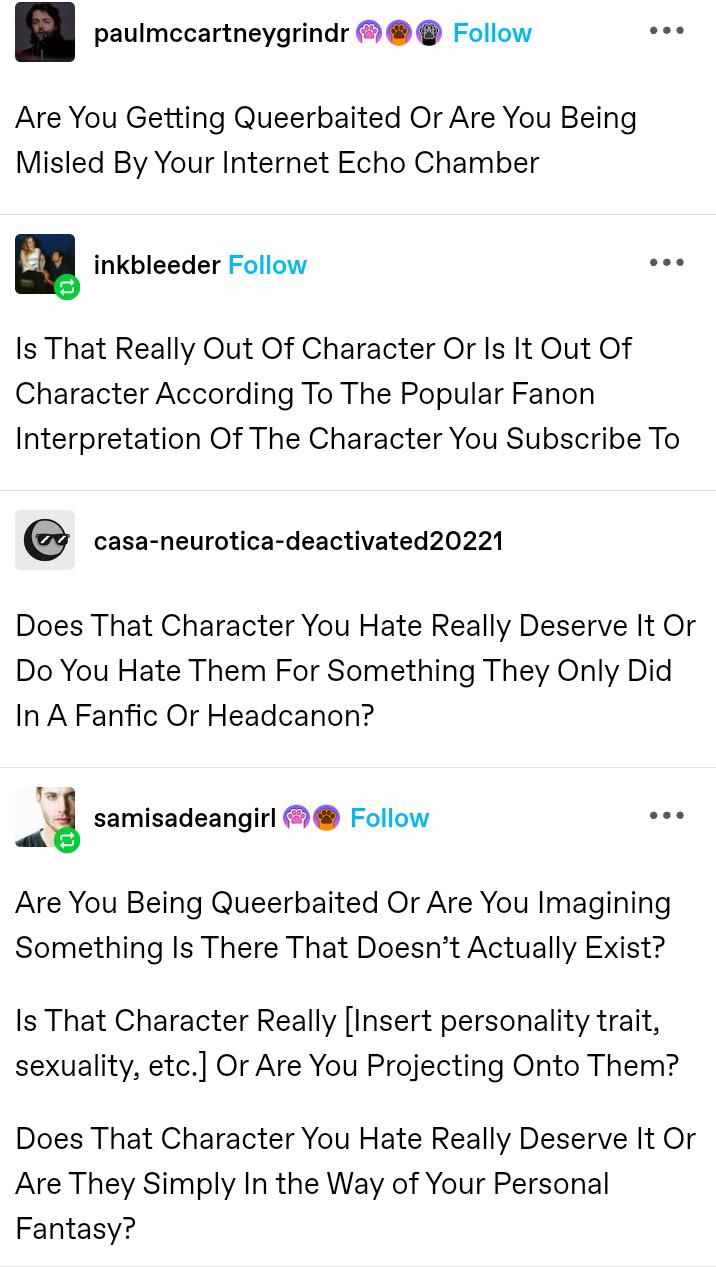 paulmccartneygrindr Follow
Are You Getting Queerbaited Or Are You Being
Misled By Your Internet Echo Chamber
inkbleeder Follow
Is That Really Out Of Character Or Is It Out Of
Character According To The Popular Fanon
Interpretation Of The Character You Subscribe To
casa-neurotica-deactivated20221
Does That Character You Hate Really Deserve It Or
Do You Hate Them For Something They Only Did
In A Fanfic Or Headcanon?
samisadeangirl Follow
Are You Being Queerbaited Or Are You Imagining
Something Is There That Doesn’t Actually Exist?
Is That Character Really [Insert personality trait,
sexuality, etc.] Or Are You Projecting Onto Them?
Does That Character You Hate Really Deserve It Or
Are They Simply In the Way of Your Personal
Fantasy?